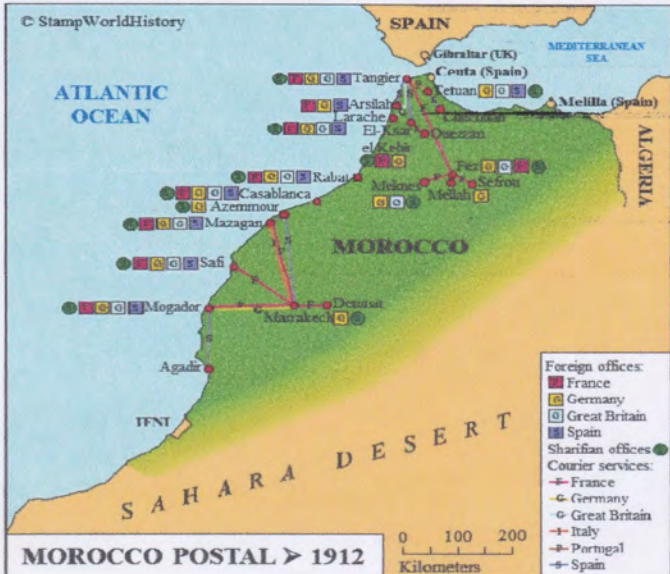 © StampWorldHistory
SPAIN
Gibraltar (UK)
MEDITERRANEAN
SEA
Ceuta (Spain)
Tangier
Tetuan
Melilla (Spain)
ATLANTIC
OCEAN
Arsilah
Larache
El-Ksar
el Kebir
Ouezzan
ALGERIA
Fez
Rabat
Meknes
Sefrou
Mellah
Casablanca
Azemmour
Mazagan
MOROCCO
Safi
Mogador
Demnat
Marrakech
Agadir
IFNI
SAHARA DESERT
Foreign offices:
F France
G Germany
G Great Britain
S Spain
Sharifian offices
Courier services:
F France
G Germany
G Great Britain
I Italy
P Portugal
S Spain
0 100 200
Kilometers
MOROCCO POSTAL > 1912